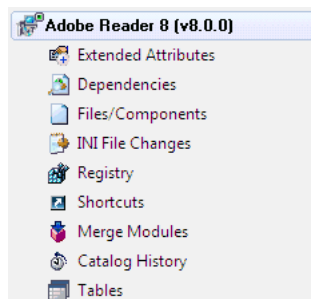 Adobe Reader 8 (v8.0.0)
Extended Attributes
Dependencies
Files/Components
INI File Changes
Registry
Shortcuts
Merge Modules
Catalog History
Tables